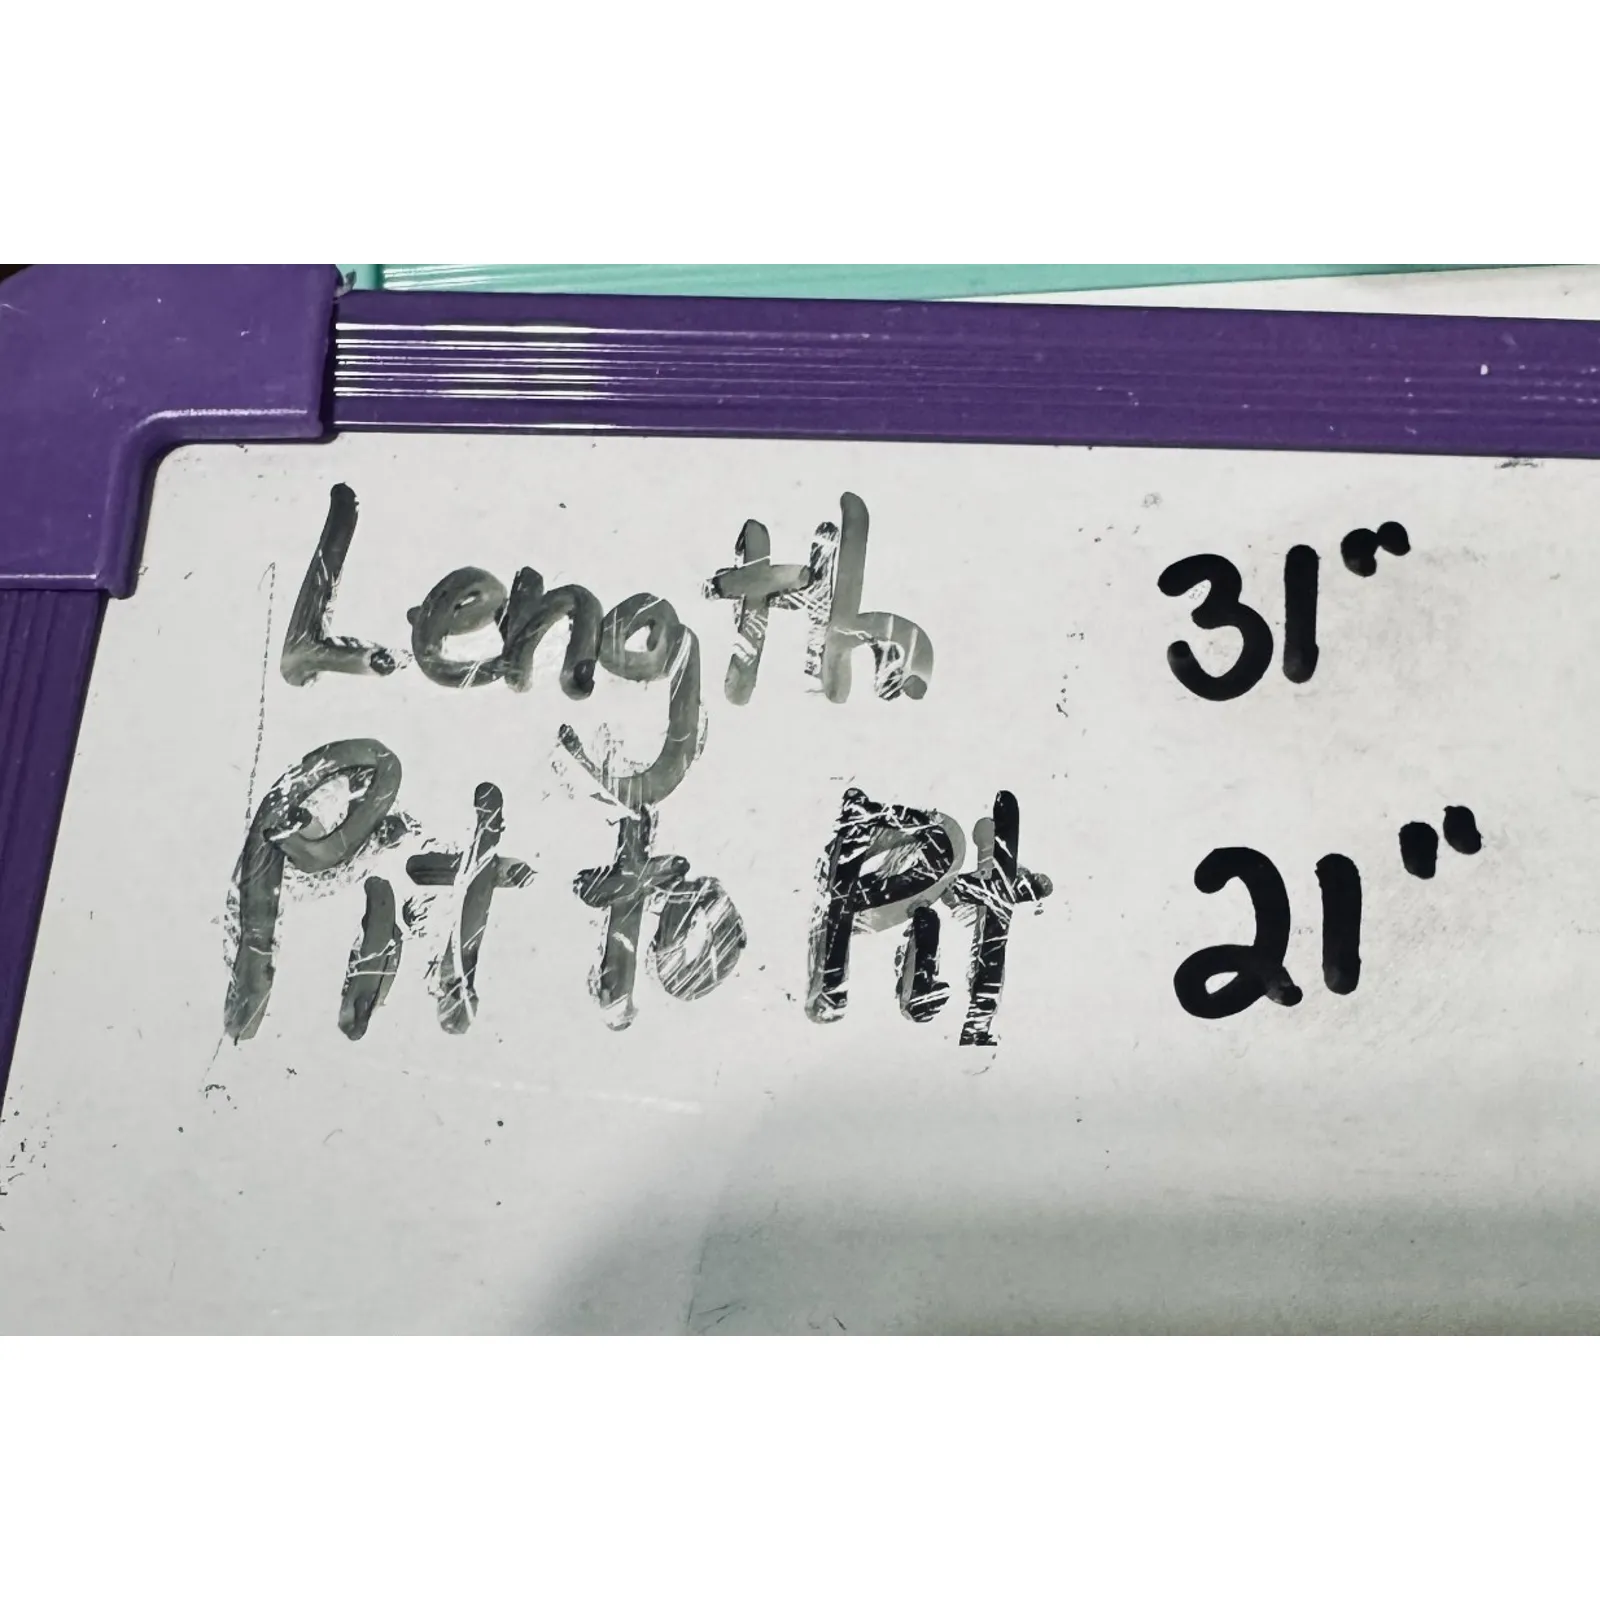 Length 31"
Pit to Pit 21"